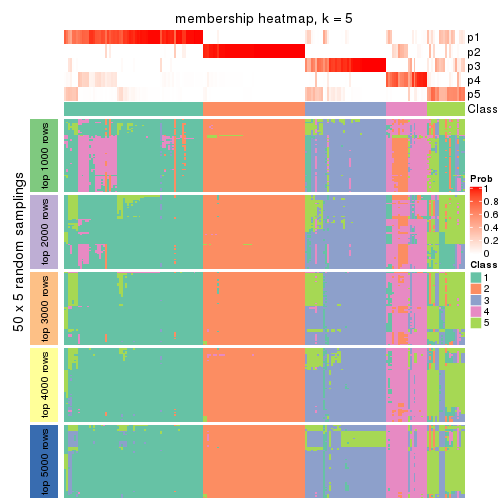 membership heatmap, k = 5
p1
p2
p3
p4
p5
Class
50 x 5 random samplings
top 1000 rows
top 2000 rows
top 3000 rows
top 4000 rows
top 5000 rows
Prob
1
0.8
0.6
0.4
0.2
0
Class
1
2
3
4
5